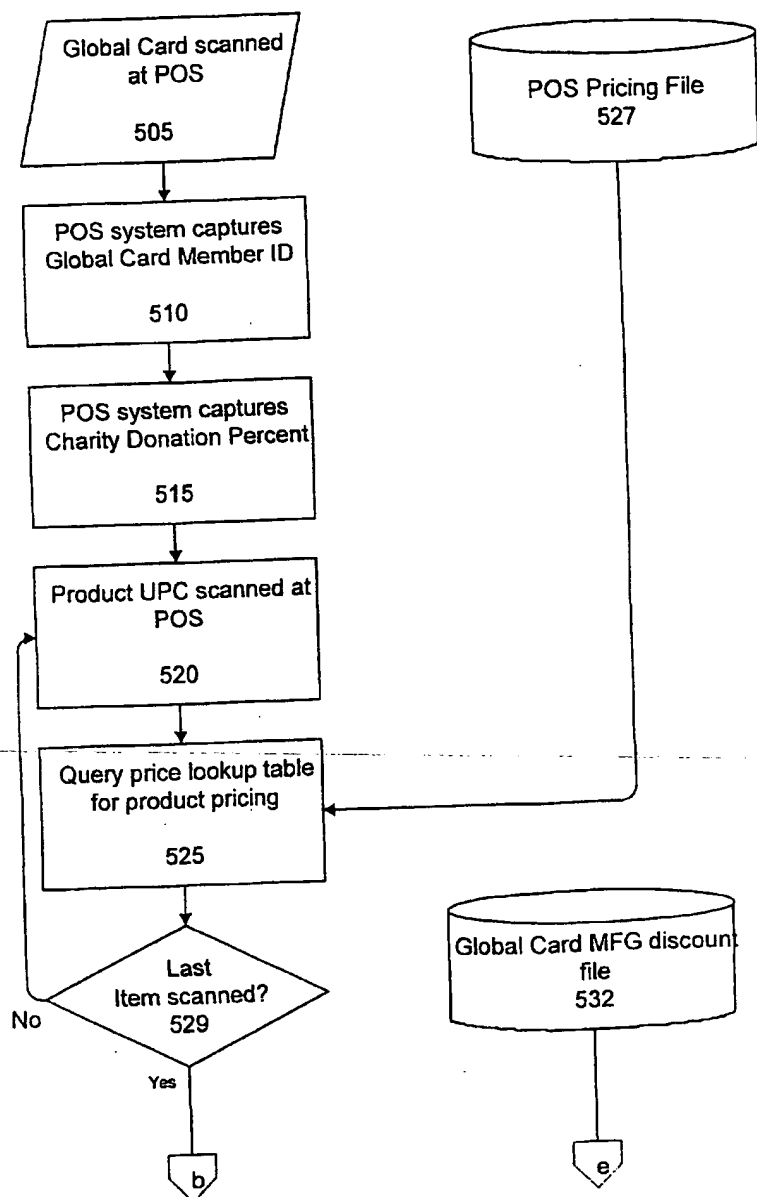 Global Card scanned
at POS
505
POS Pricing File
527
POS system captures
Global Card Member ID
510
POS system captures
Charity Donation Percent
515
Product UPC scanned at
POS
520
Query price lookup table
for product pricing
525
Last
Item scanned?
529
No
Yes
b
Global Card MFG discount
file
532
e